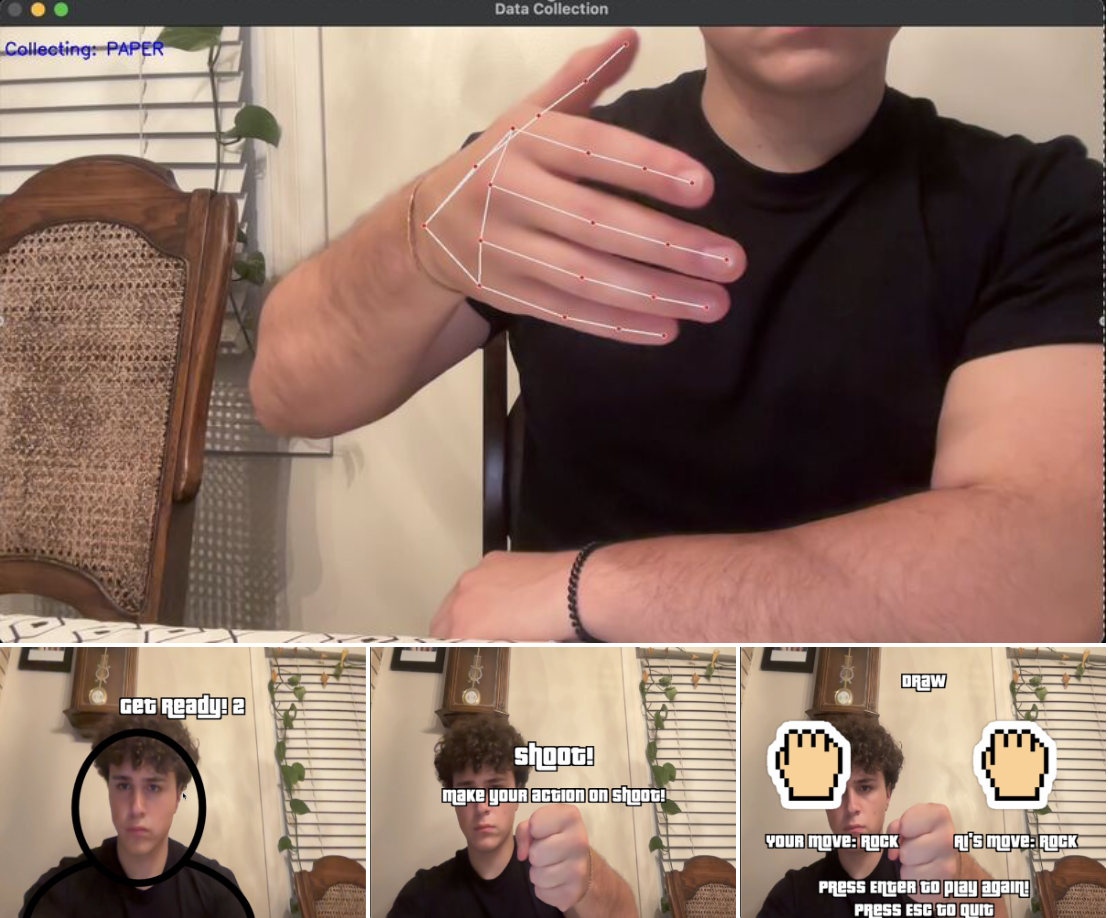 Data Collection
Collecting: PAPER
Get Ready! 2
Shoot!
Make your action on shoot!
DRAW
YOUR MOVE: ROCK
AI'S MOVE: ROCK
PRESS ENTER TO PLAY AGAIN!
PRESS ESC TO QUIT